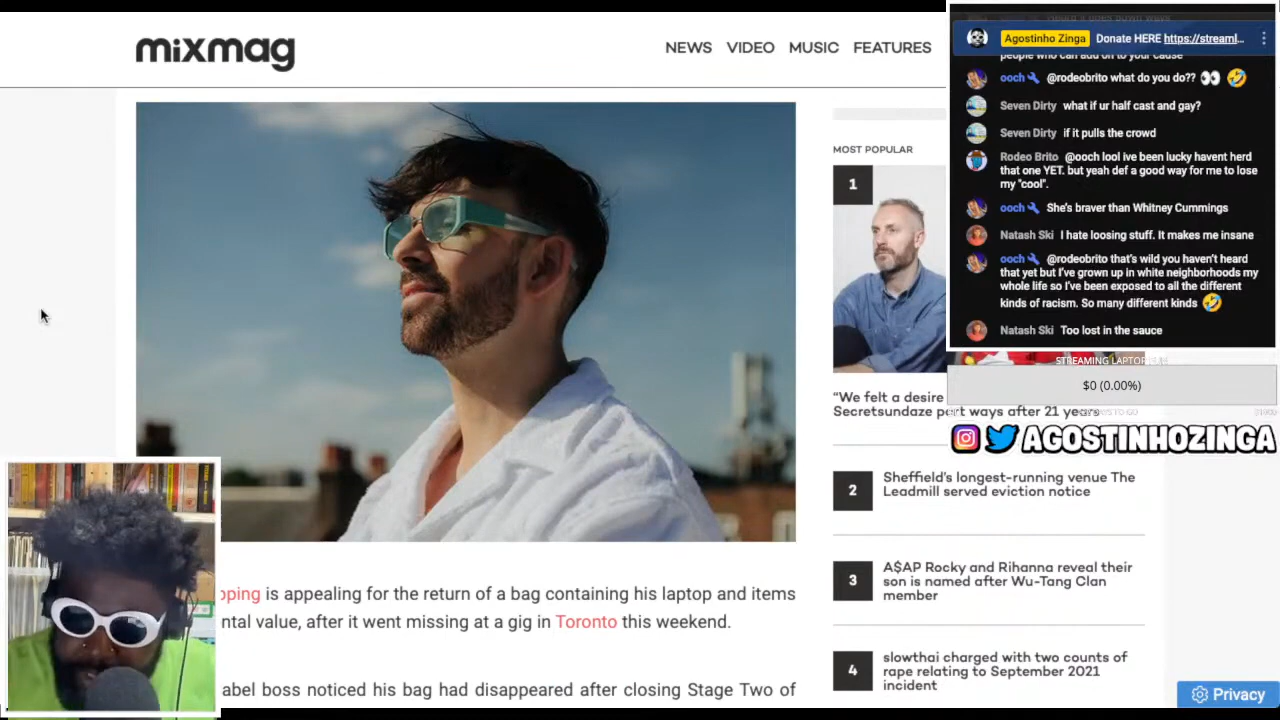 mixmag
NEWS VIDEO MUSIC FEATURES
MOST POPULAR
1
"We felt a desire
Secretsundaze part ways after 21 years
2
Sheffield's longest-running venue The
Leadmill served eviction notice
3
A$AP Rocky and Rihanna reveal their
son is named after Wu-Tang Clan
member
4
slowthai charged with two counts of
rape relating to September 2021
incident
pping is appealing for the return of a bag containing his laptop and items
ntal value, after it went missing at a gig in Toronto this weekend.
abel boss noticed his bag had disappeared after closing Stage Two of
Agostinho Zinga Donate HERE https://streaml...
people who can add on to your cause
ooch @rodeobrito what do you do?? 👀 🤣
Seven Dirty what if ur half cast and gay?
Seven Dirty if it pulls the crowd
Rodeo Brito @ooch lool ive been lucky havent herd
that one YET. but yeah def a good way for me to lose
my "cool".
ooch She's braver than Whitney Cummings
Natash Ski I hate loosing stuff. It makes me insane
ooch @rodeobrito that's wild you haven't heard
that yet but I've grown up in white neighborhoods my
whole life so I've been exposed to all the different
kinds of racism. So many different kinds 🤣
Natash Ski Too lost in the sauce
STREAMING LAPTOP
$0 (0.00%)
AGOSTINHOZINGA
Privacy